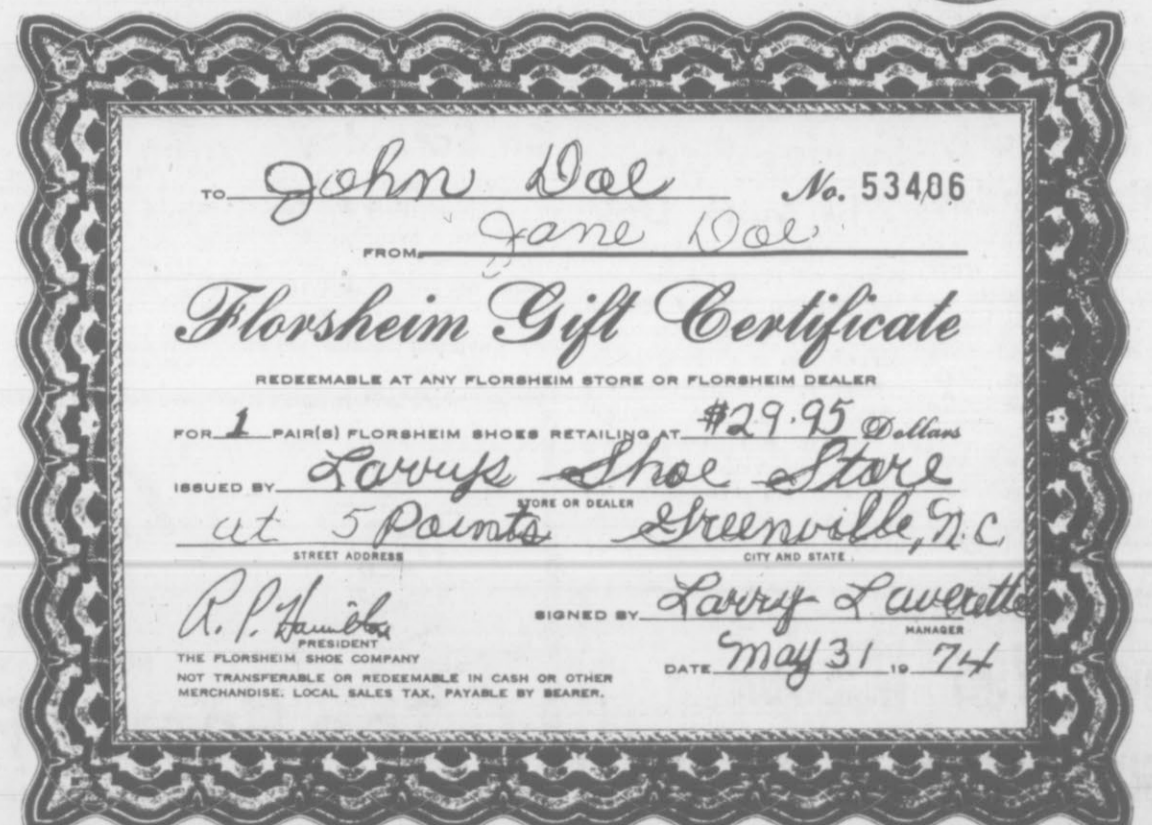 TO John Doe No. 53406
FROM Jane Doe
Florsheim Gift Certificate
REDEEMABLE AT ANY FLORSHEIM STORE OR FLORSHEIM DEALER
FOR 1 PAIR(S) FLORSHEIM SHOES RETAILING AT $29.95 Dollars
ISSUED BY Larrys Shoe Store
STORE OR DEALER
at 5 Points Greenville, N.C
STREET ADDRESS CITY AND STATE
R. P. Hamilton SIGNED BY Larry Laverette
PRESIDENT MANAGER
THE FLORSHEIM SHOE COMPANY DATE May 31 19 74
NOT TRANSFERABLE OR REDEEMABLE IN CASH OR OTHER
MERCHANDISE. LOCAL SALES TAX, PAYABLE BY BEARER.